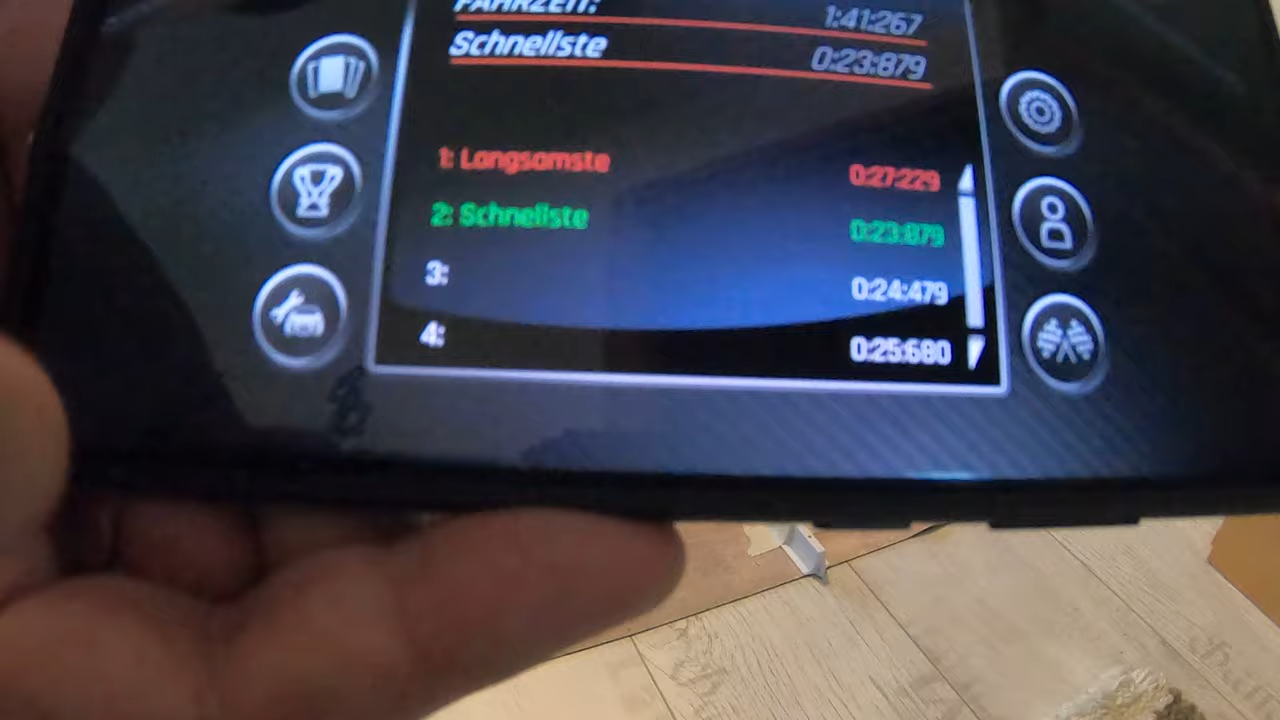 FAHRZEIT: 1:41:267
Schnellste 0:23:879
1: Langsamste 0:27:229
2: Schnellste 0:23:879
3: 0:24:479
4: 0:25:680